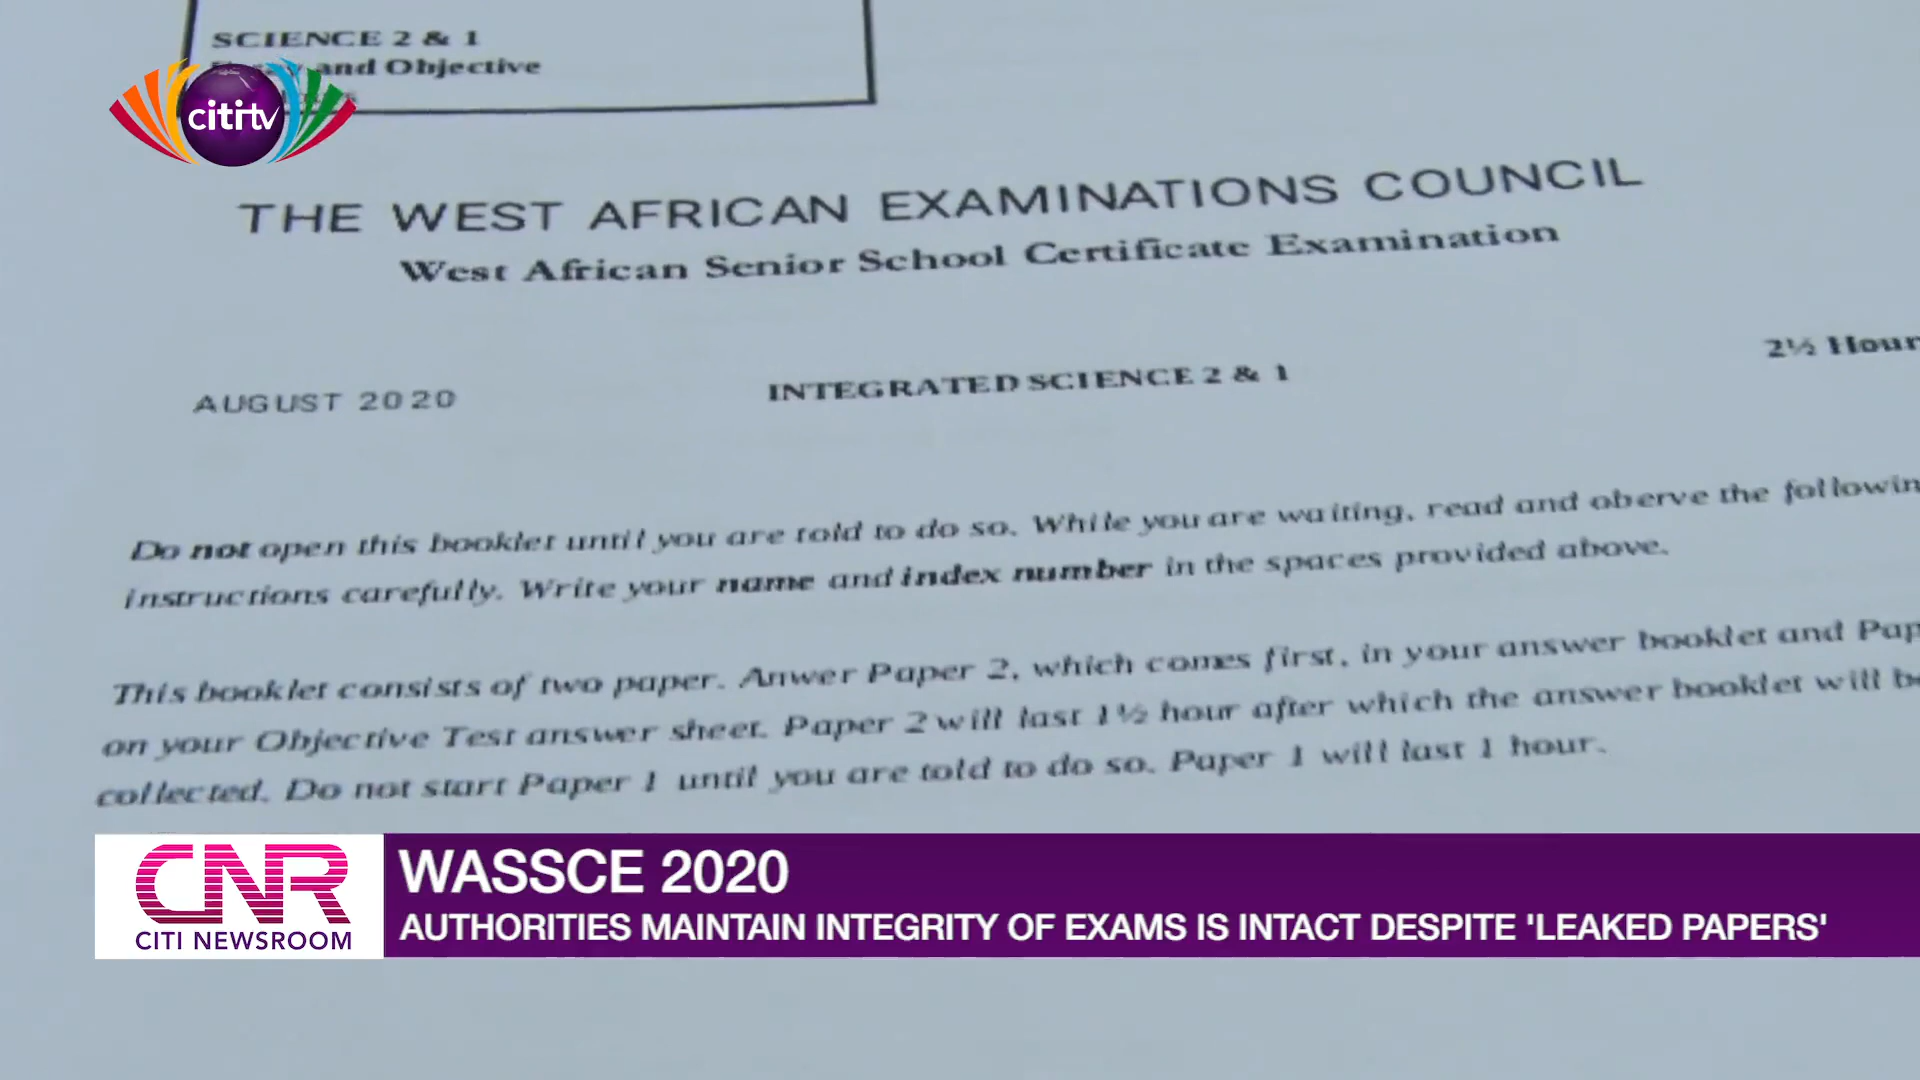 SCIENCE 2 & 1
and Objective
citi tv
THE WEST AFRICAN EXAMINATIONS COUNCIL
West African Senior School Certificate Examination
2½ Hour
AUGUST 2020
INTEGRATED SCIENCE 2 & 1
Do not open this booklet until you are told to do so. While you are waiting, read and oberve the followin
instructions carefully. Write your name and index number in the spaces provided above.
This booklet consists of two paper. Anwer Paper 2, which comes first, in your answer booklet and Pap
on your Objective Test answer sheet. Paper 2 will last 1½ hour after which the answer booklet will be
collected. Do not start Paper 1 until you are told to do so. Paper 1 will last 1 hour.
CNR
CITI NEWSROOM
WASSCE 2020
AUTHORITIES MAINTAIN INTEGRITY OF EXAMS IS INTACT DESPITE 'LEAKED PAPERS'